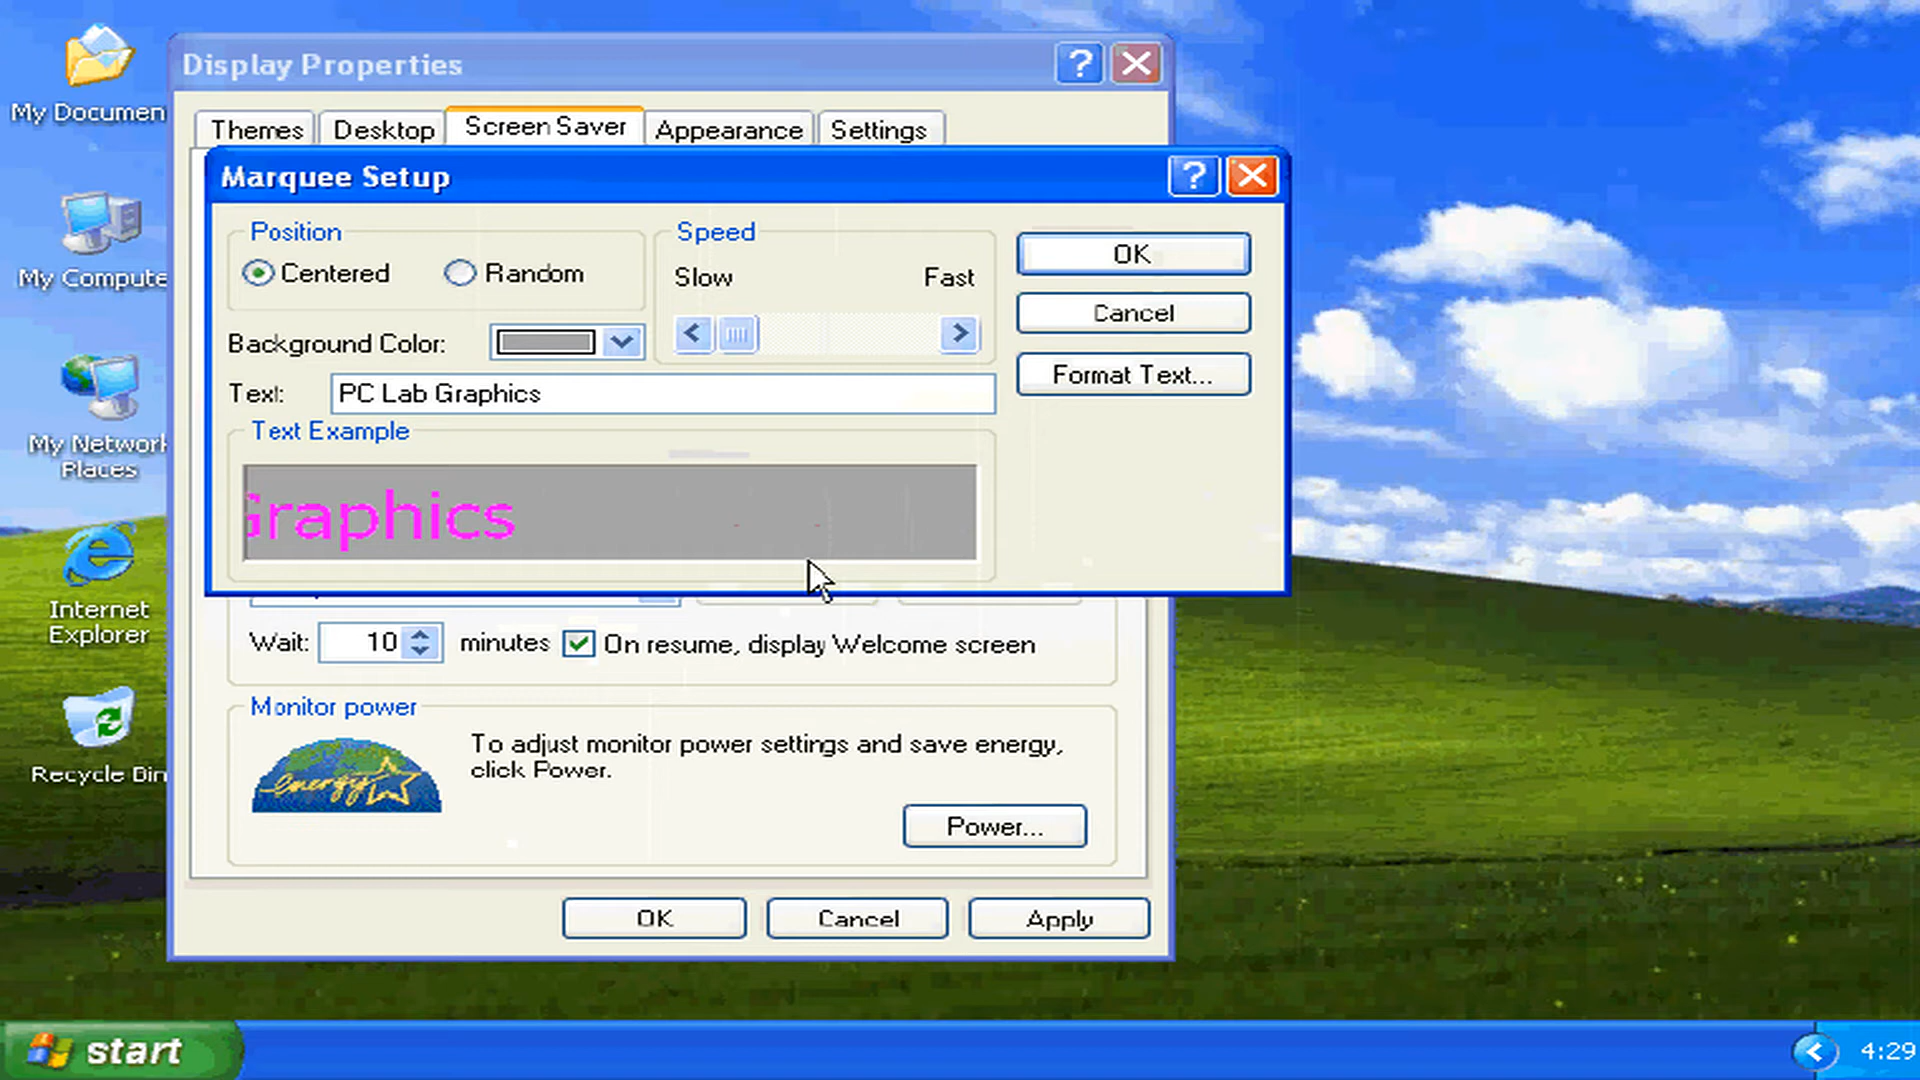 My Documen
My Compute
My Network
Places
Internet
Explorer
Recycle Bin
Display Properties
Themes
Desktop
Screen Saver
Appearance
Settings
Marquee Setup
Position
Centered
Random
Speed
Slow
Fast
OK
Cancel
Format Text...
Background Color:
Text:
PC Lab Graphics
Text Example
Graphics
Wait:
10
minutes
On resume, display Welcome screen
Monitor power
energy
To adjust monitor power settings and save energy,
click Power.
Power...
OK
Cancel
Apply
start
4:29